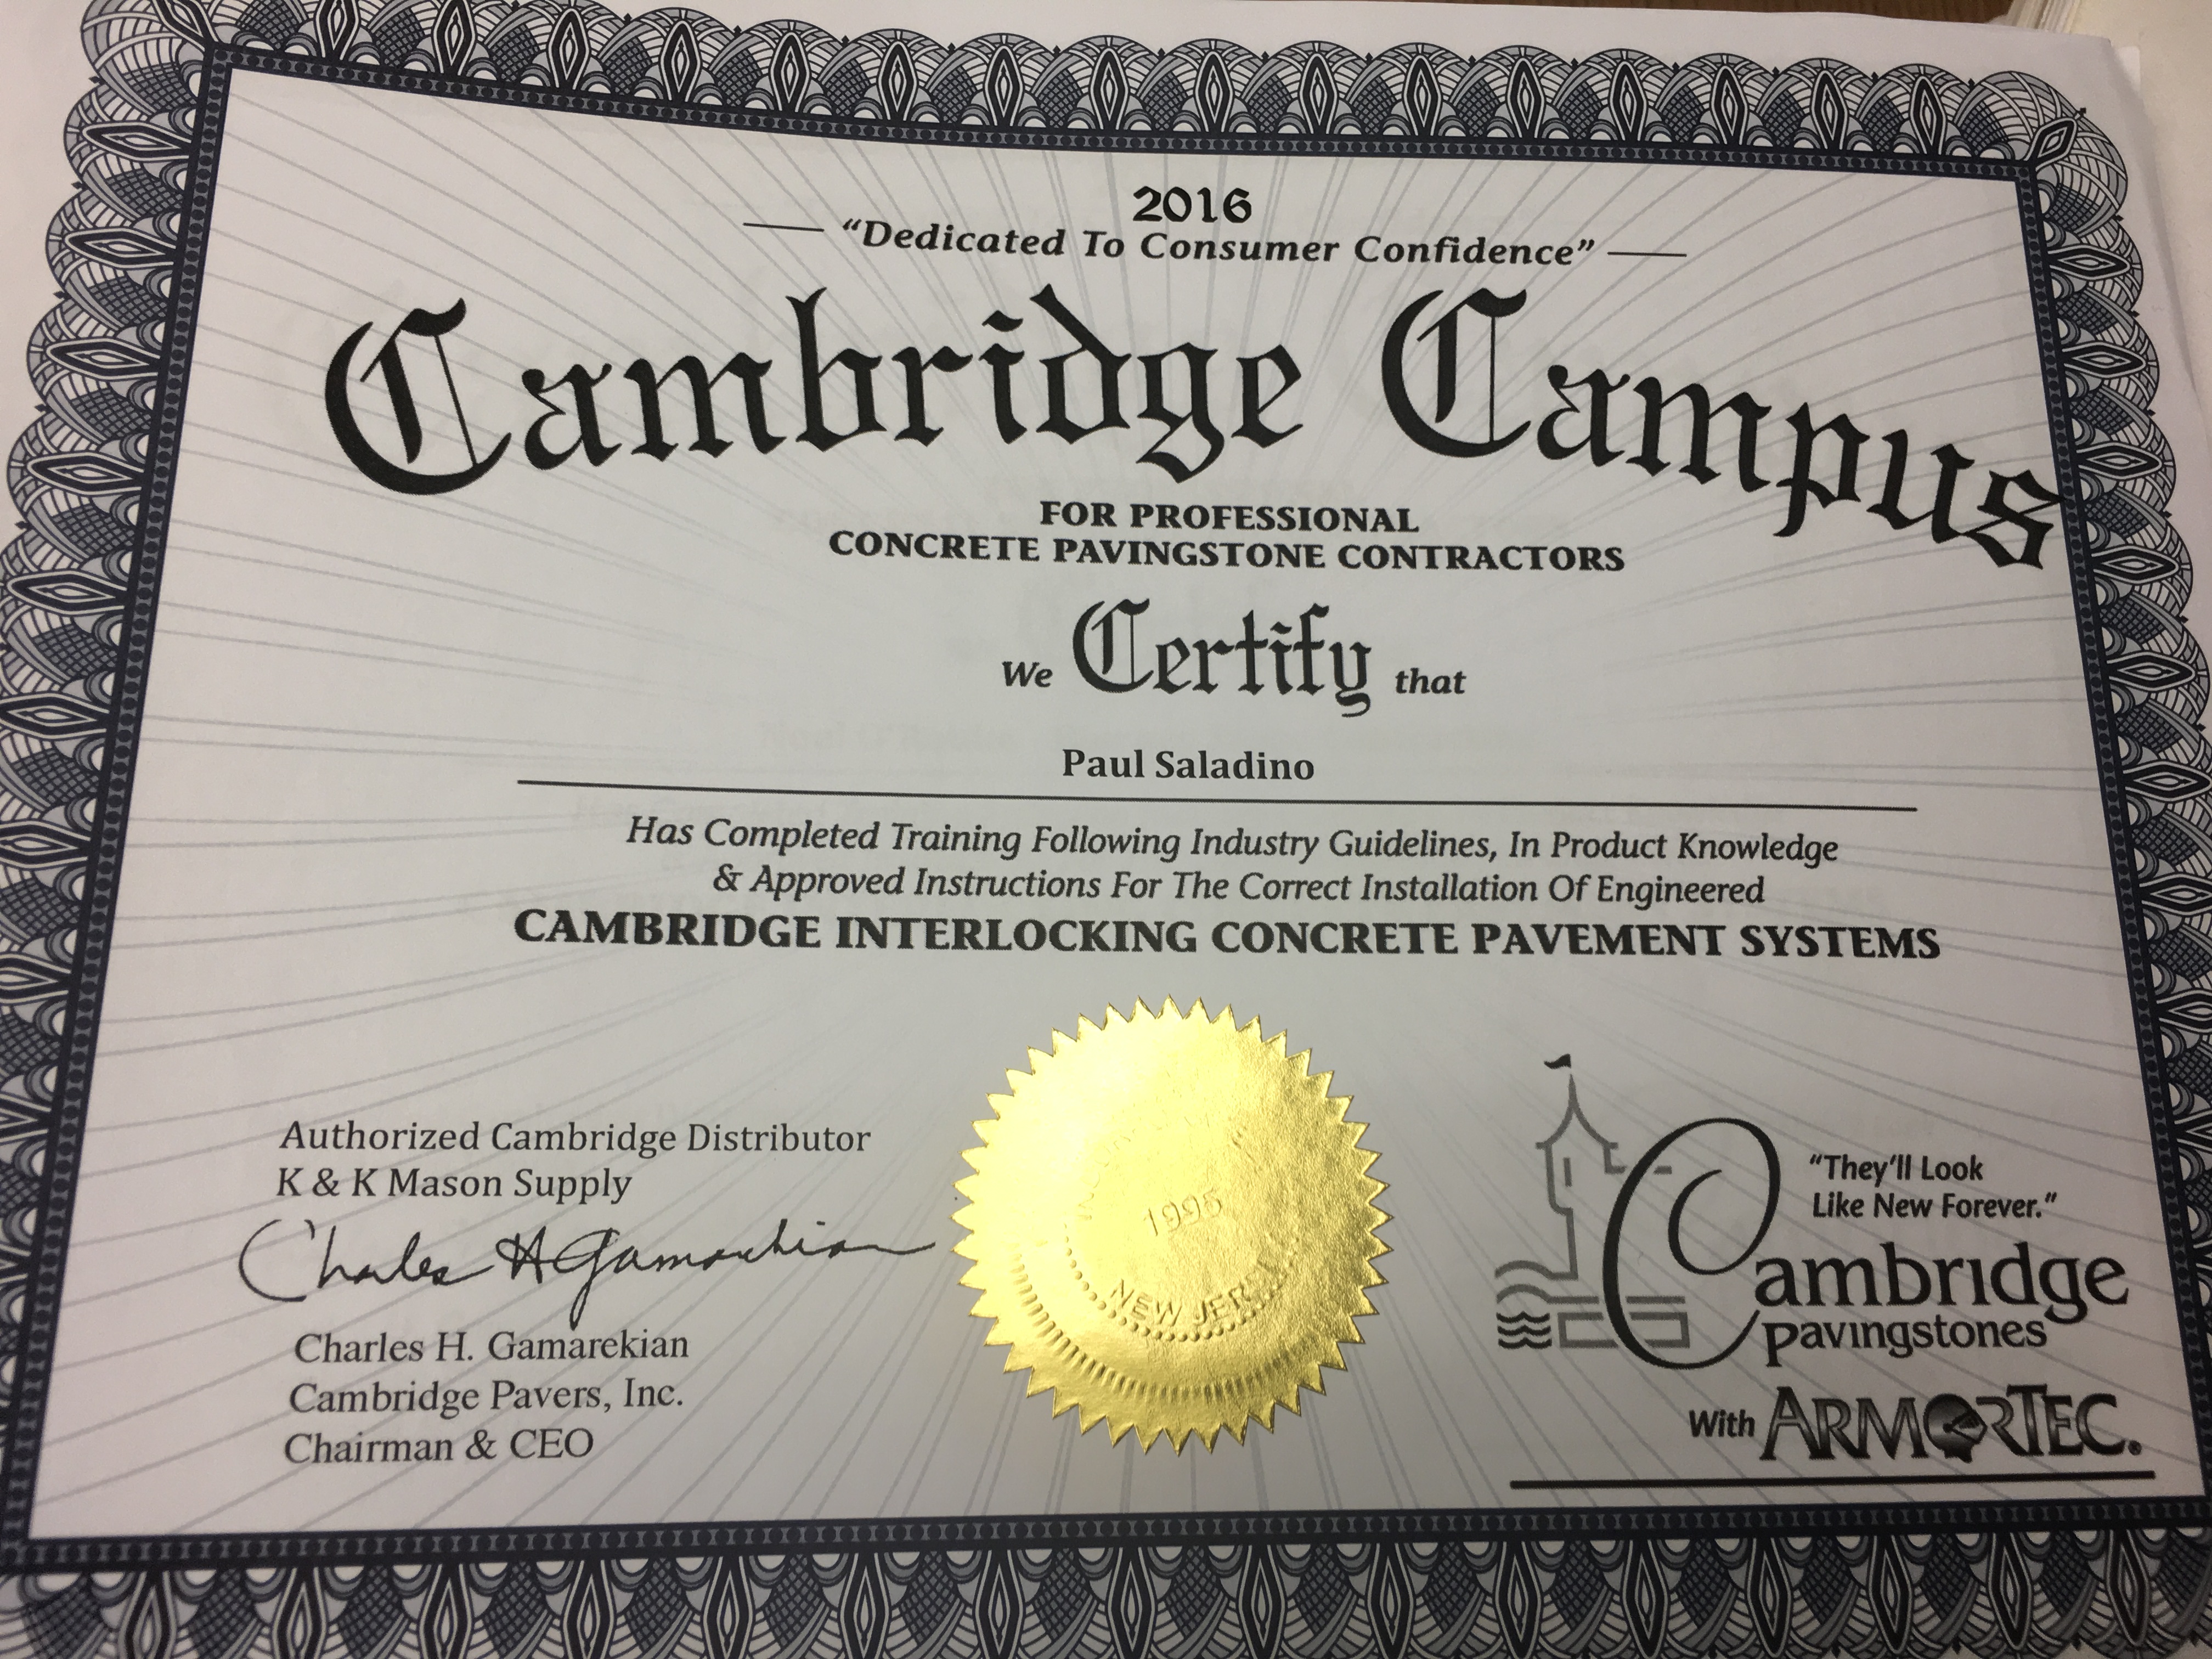 2016
“Dedicated To Consumer Confidence”
Cambridge Campus
FOR PROFESSIONAL
CONCRETE PAVINGSTONE CONTRACTORS
We Certify that
Paul Saladino
Has Completed Training Following Industry Guidelines, In Product Knowledge
& Approved Instructions For The Correct Installation Of Engineered
CAMBRIDGE INTERLOCKING CONCRETE PAVEMENT SYSTEMS
Authorized Cambridge Distributor
K & K Mason Supply
Charles H Gamarekian
Charles H. Gamarekian
Cambridge Pavers, Inc.
Chairman & CEO
1995
NEW JERSEY
“They’ll Look
Like New Forever.”
Cambridge
pavingstones
With ARMORTEC.